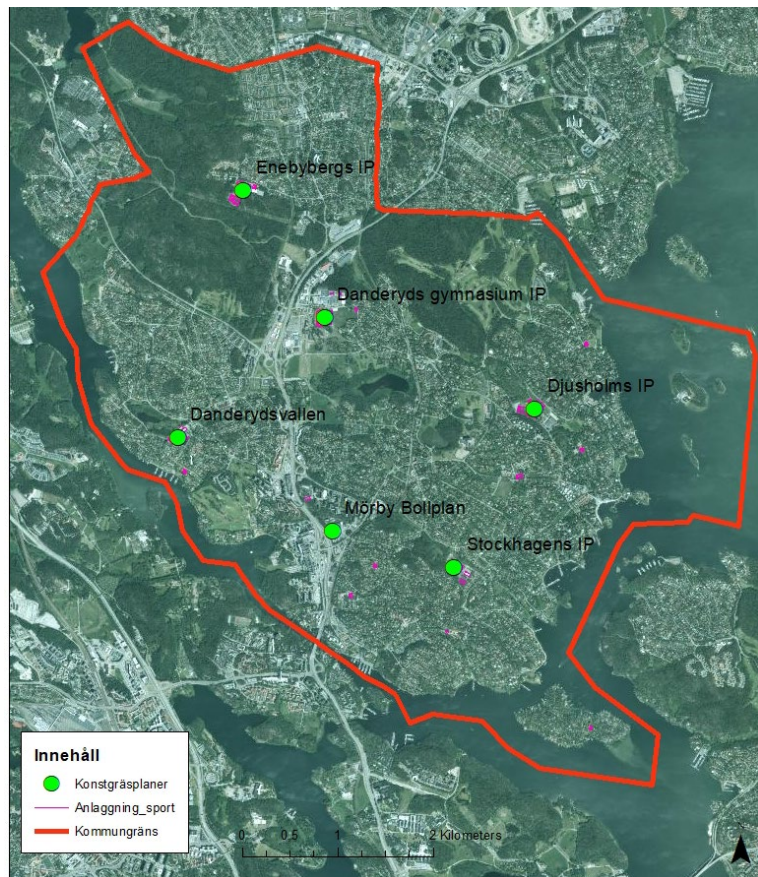 Enebybergs IP
Danderyds gymnasium IP
Djusholms IP
Danderydsvallen
Mörby Bollplan
Stockhagens IP
Innehåll
Konstgräsplaner
Anlaggning_sport
Kommungräns
0 0.5 1 2 Kilometers